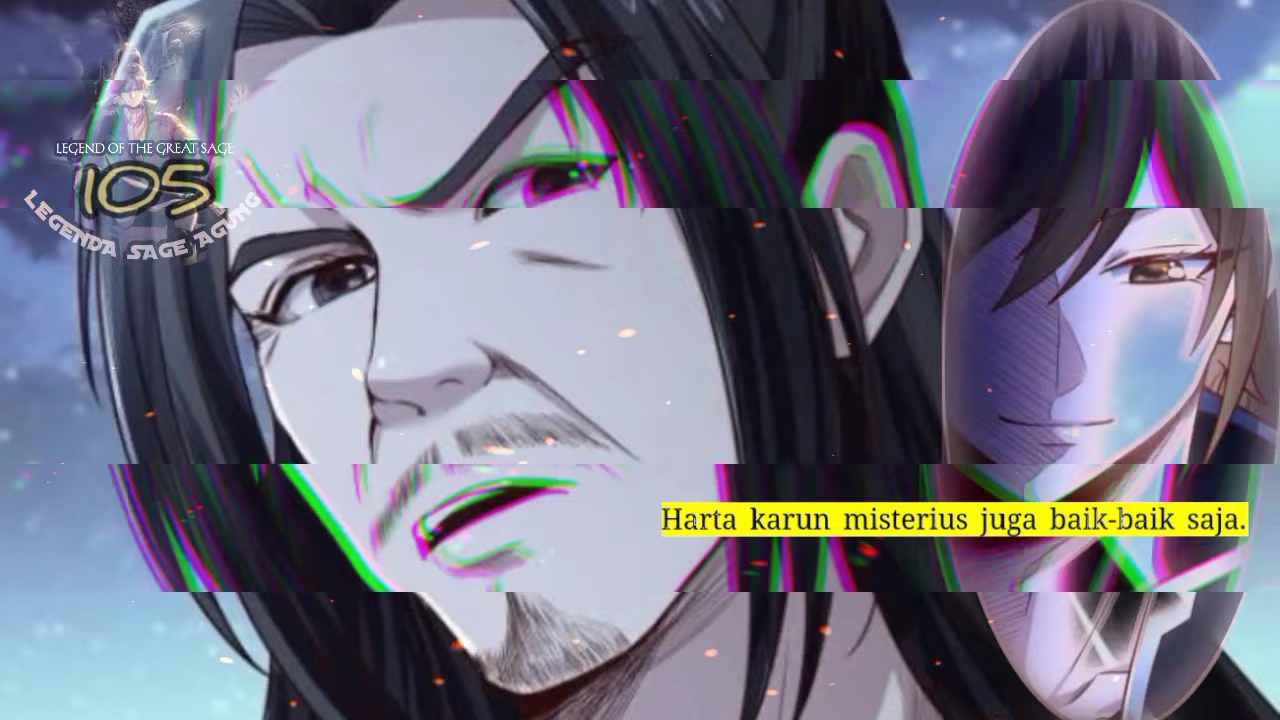 LEGEND OF THE GREAT SAGE
105
LEGENDA SAGE AGUNG
Harta karun misterius juga baik-baik saja.